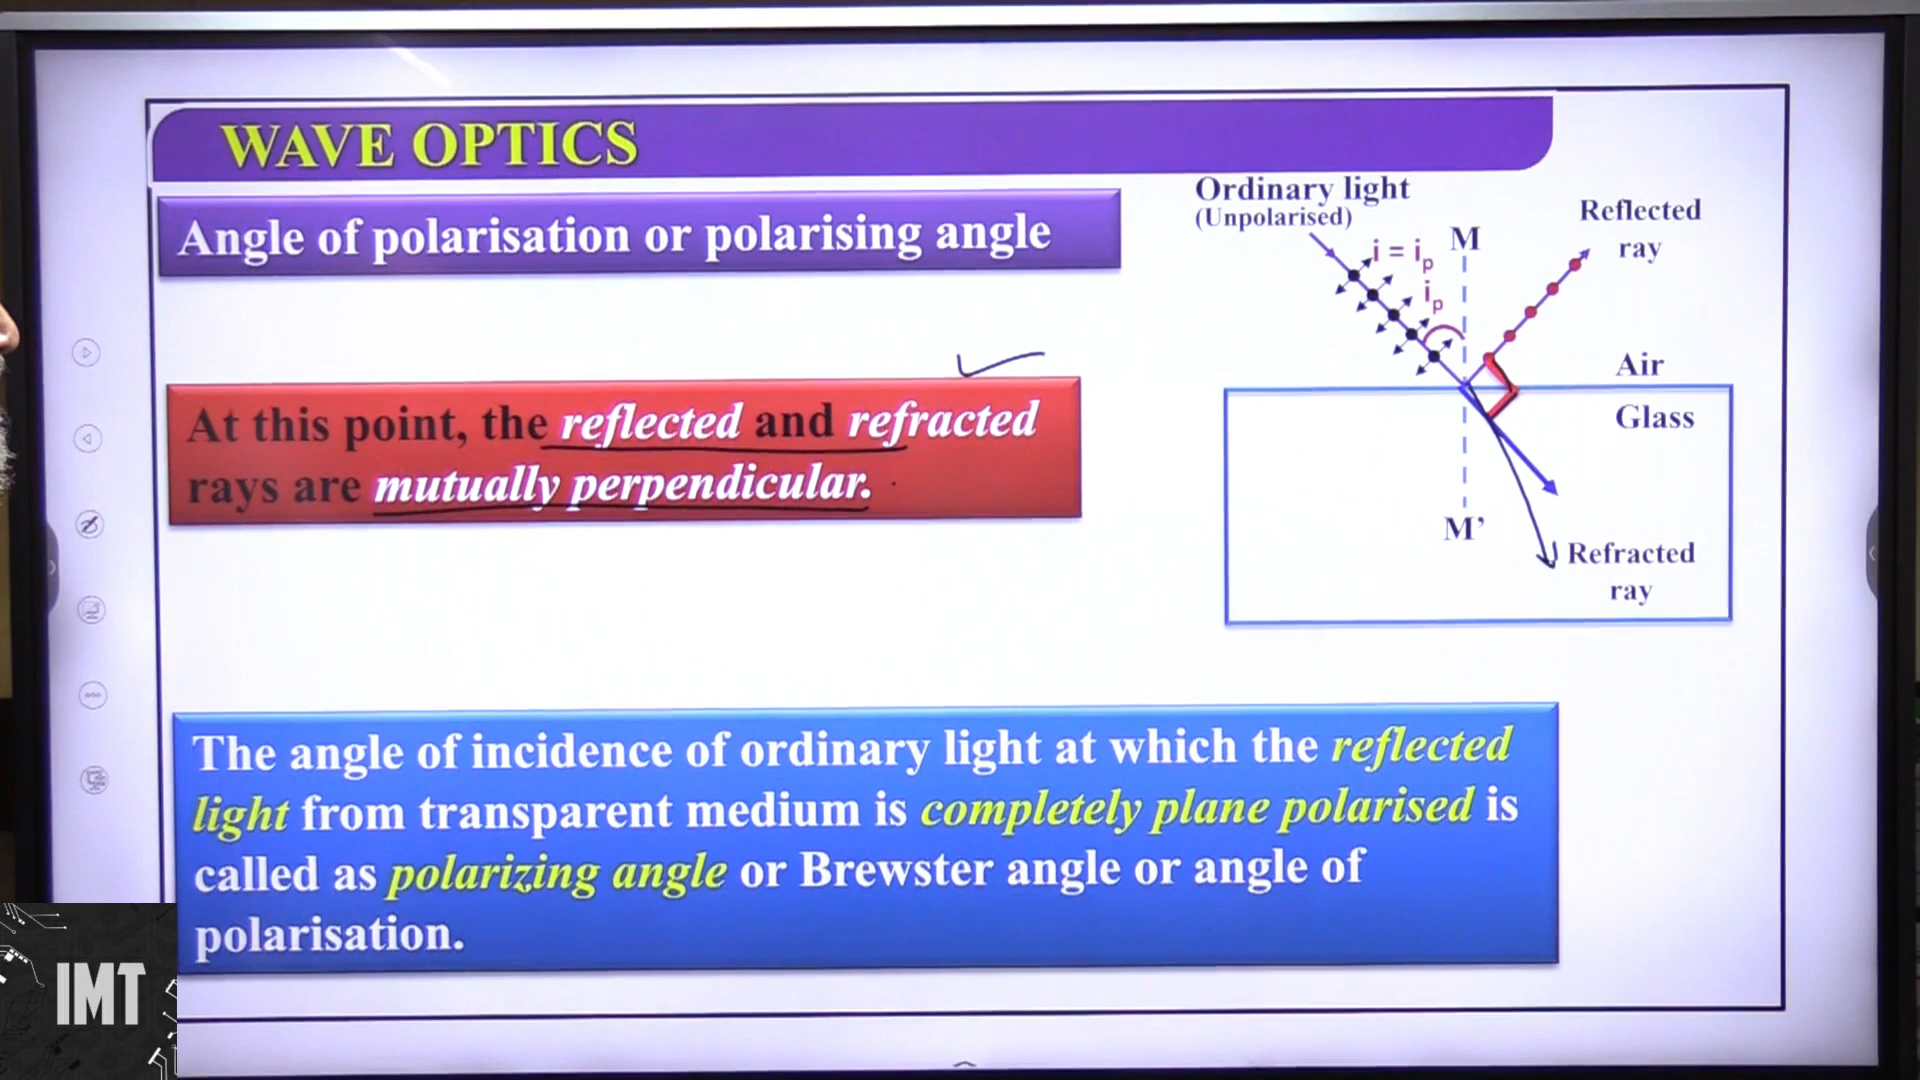 WAVE OPTICS
Angle of polarisation or polarising angle
Ordinary light
(Unpolarised)
i = iₚ
iₚ
M
Reflected
ray
Air
Glass
M’
Refracted
ray
At this point, the reflected and refracted
rays are mutually perpendicular.
The angle of incidence of ordinary light at which the reflected
light from transparent medium is completely plane polarised is
called as polarizing angle or Brewster angle or angle of
polarisation.
IMT